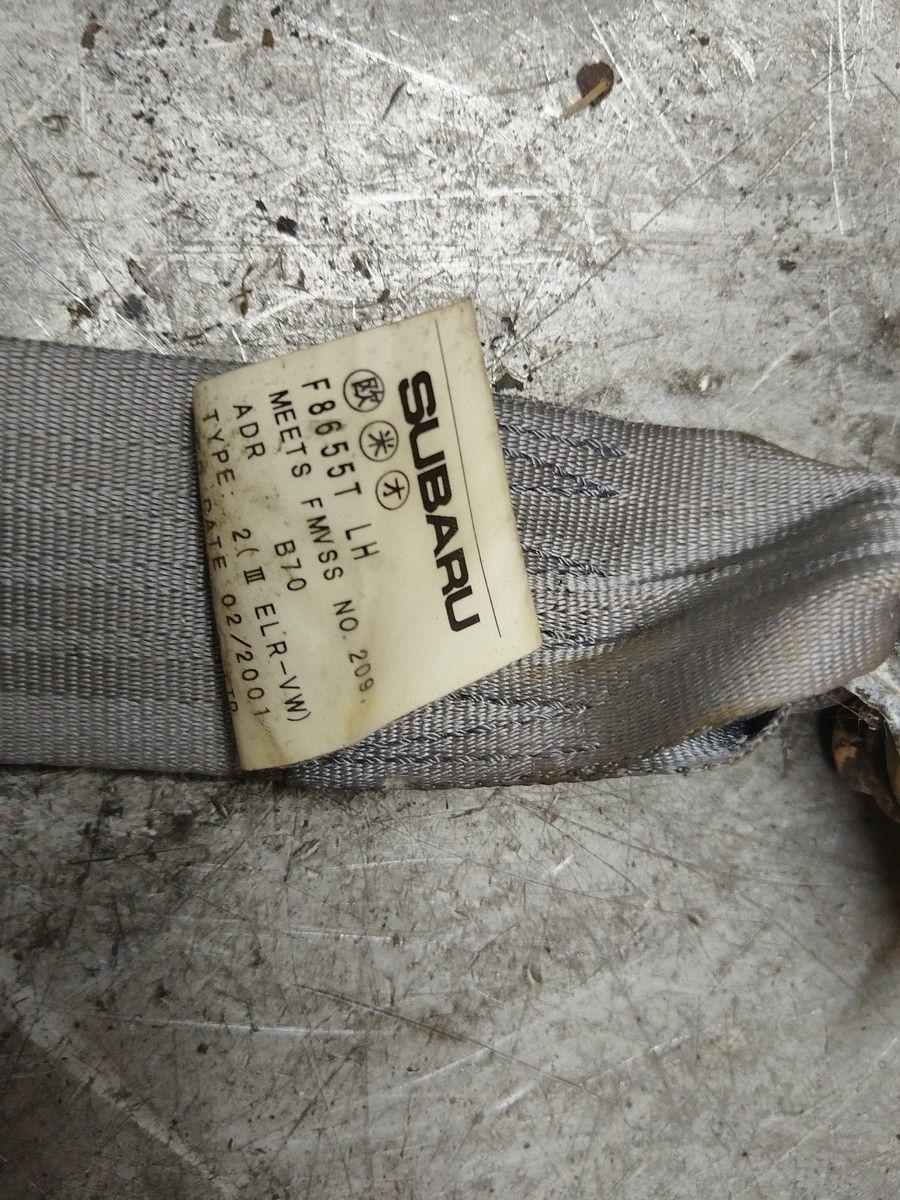 SUBARU
欧 米 オ
F8655T LH
MEETS FMVSS NO. 209.
ADR B70
TYPE: 2(Ⅲ ELR-VW)
DATE 02/2001